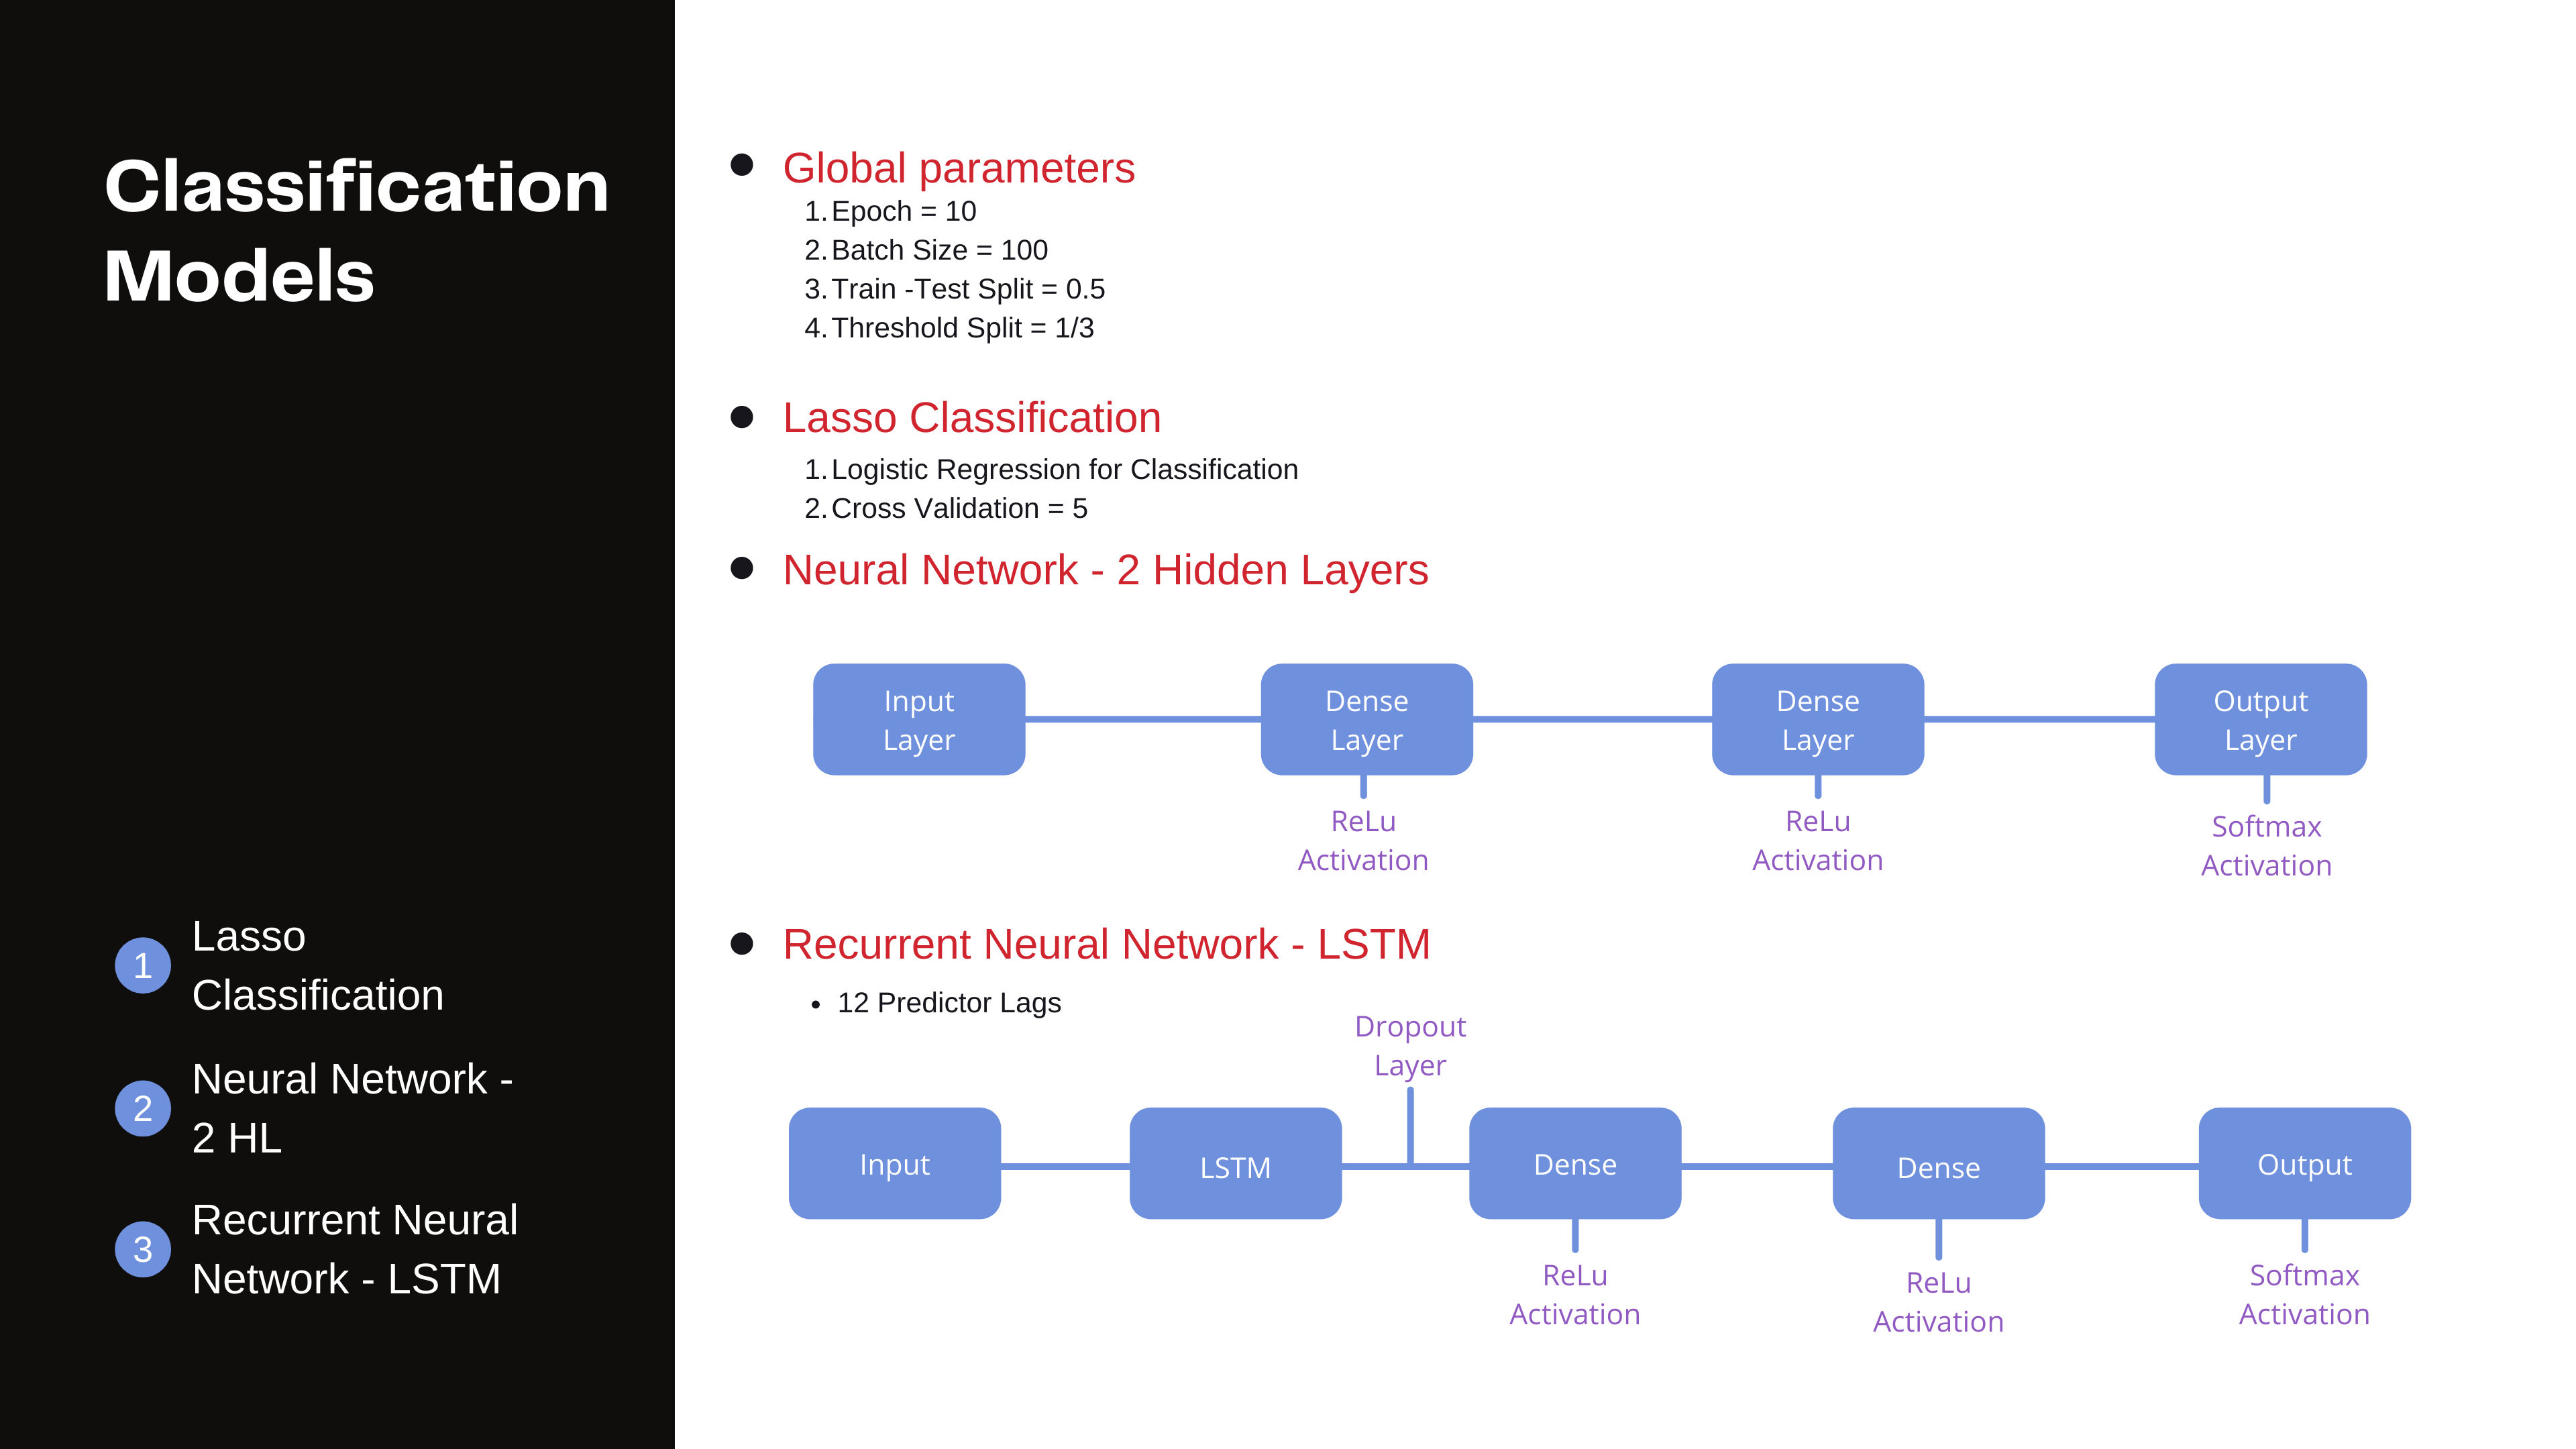 Classification
Models
1 Lasso
Classification
2 Neural Network -
2 HL
3 Recurrent Neural
Network - LSTM
● Global parameters
1. Epoch = 10
2. Batch Size = 100
3. Train -Test Split = 0.5
4. Threshold Split = 1/3
● Lasso Classification
1. Logistic Regression for Classification
2. Cross Validation = 5
● Neural Network - 2 Hidden Layers
Input
Layer
Dense
Layer
Dense
Layer
Output
Layer
ReLu
Activation
ReLu
Activation
Softmax
Activation
● Recurrent Neural Network - LSTM
• 12 Predictor Lags
Dropout
Layer
Input
LSTM
Dense
Dense
Output
ReLu
Activation
ReLu
Activation
Softmax
Activation